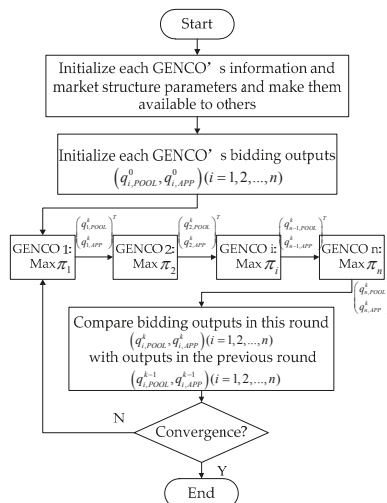 Start
Initialize each GENCO’s information and
market structure parameters and make them
available to others
Initialize each GENCO’s bidding outputs
(q^0_{i,POOL}, q^0_{i,APP})(i = 1, 2, ..., n)
GENCO 1:
Max π_1
(q^k_{1,POOL}
q^k_{1,APP})^T
GENCO 2:
Max π_2
(q^k_{2,POOL}
q^k_{2,APP})^T
GENCO i:
Max π_i
(q^k_{n-1,POOL}
q^k_{n-1,APP})^T
GENCO n:
Max π_n
(q^k_{n,POOL}
q^k_{n,APP}
Compare bidding outputs in this round
(q^k_{i,POOL}, q^k_{i,APP})(i = 1, 2, ..., n)
with outputs in the previous round
(q^{k-1}_{i,POOL}, q^{k-1}_{i,APP})(i = 1, 2, ..., n)
N
Convergence?
Y
End